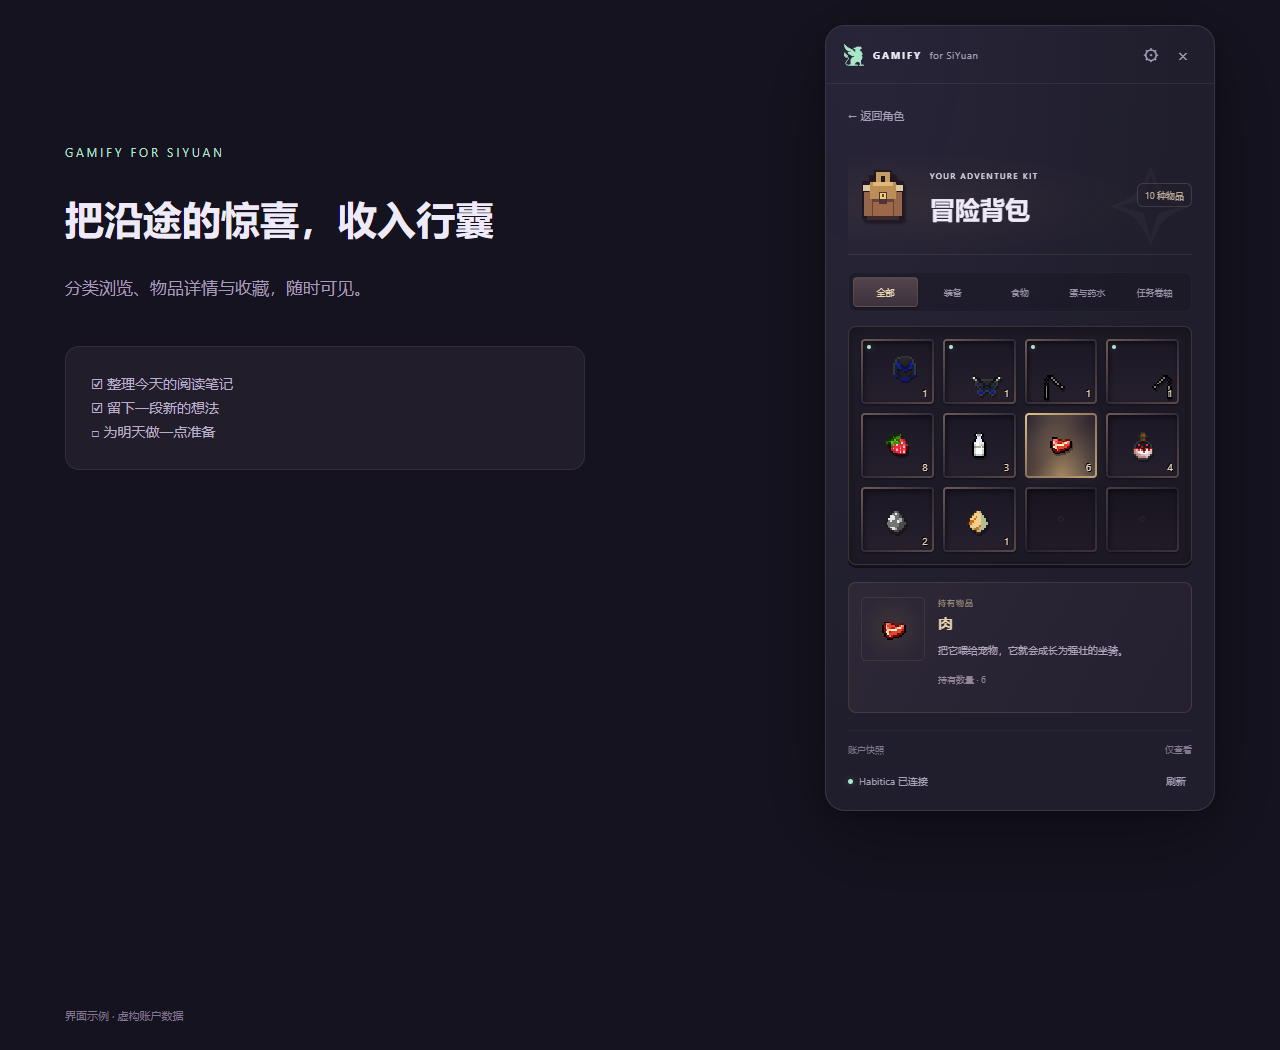 GAMIFY FOR SIYUAN
把沿途的惊喜，收入行囊
分类浏览、物品详情与收藏，随时可见。
☑ 整理今天的阅读笔记
☑ 留下一段新的想法
☐ 为明天做一点准备
界面示例 · 虚构账户数据
GAMIFY for SiYuan
← 返回角色
YOUR ADVENTURE KIT
冒险背包
10 种物品
全部 装备 食物 蛋与药水 任务卷轴
1 1 1 1
8 3 6 4
2 1
持有物品
肉
把它喂给宠物，它就会成长为强壮的坐骑。
持有数量 · 6
账户快照 仅查看
Habitica 已连接 刷新